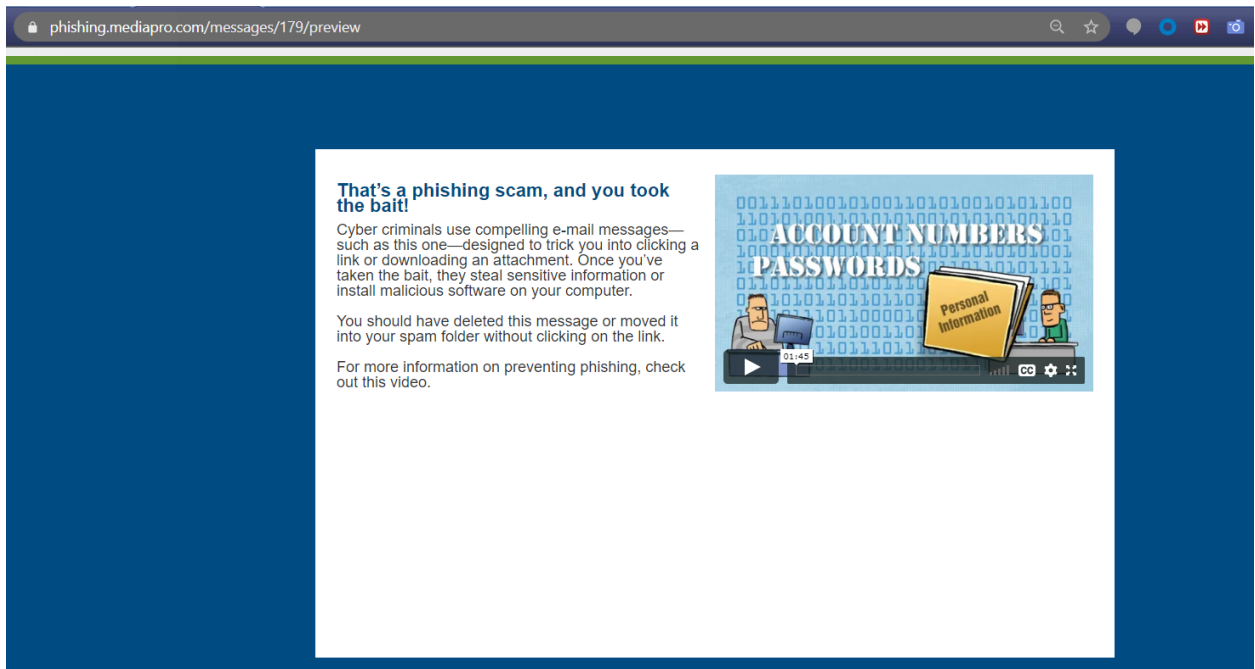 phishing.mediapro.com/messages/179/preview
That's a phishing scam, and you took
the bait!
Cyber criminals use compelling e-mail messages—
such as this one—designed to trick you into clicking a
link or downloading an attachment. Once you've
taken the bait, they steal sensitive information or
install malicious software on your computer.
You should have deleted this message or moved it
into your spam folder without clicking on the link.
For more information on preventing phishing, check
out this video.
ACCOUNT NUMBERS
PASSWORDS
Personal
Information
01:45
CC